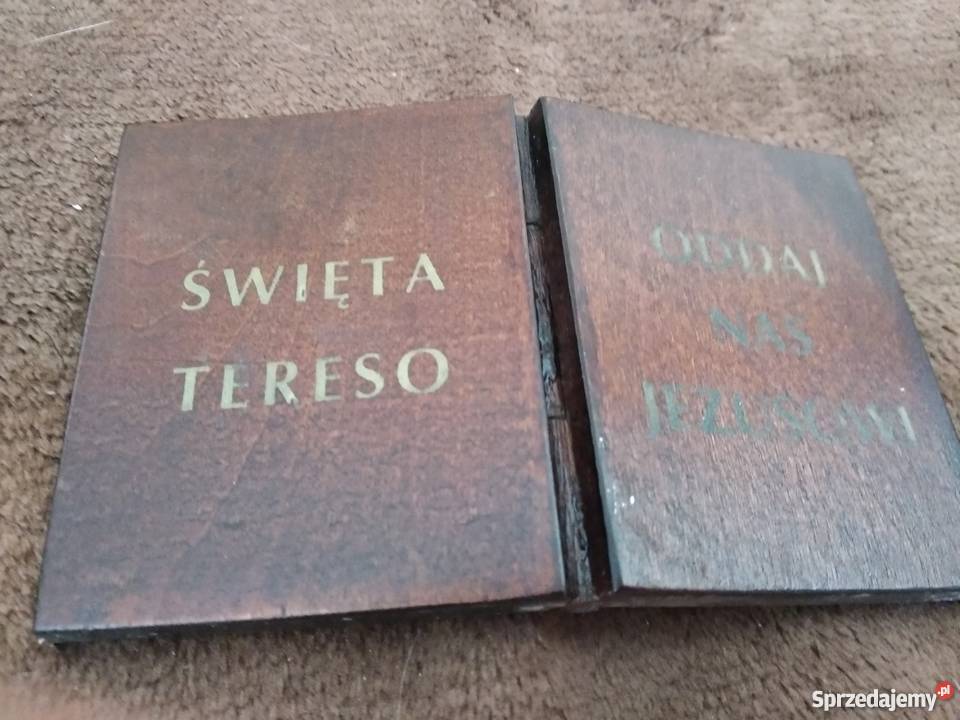 ŚWIĘTA
TERESO
ODDAJ
NAS
JEZUSOWI
Sprzedajemy.pl